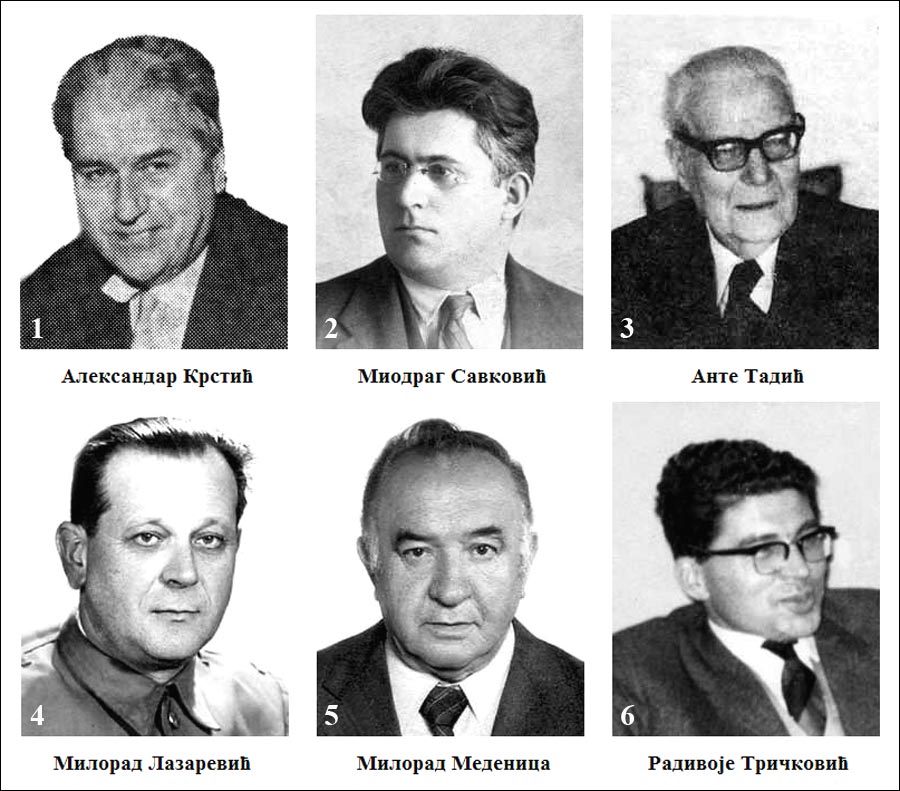 1
2
3
Александар Крстић
Миодраг Савковић
Анте Тадић
4
5
6
Милорад Лазаревић
Милорад Меденица
Радивоје Тричковић